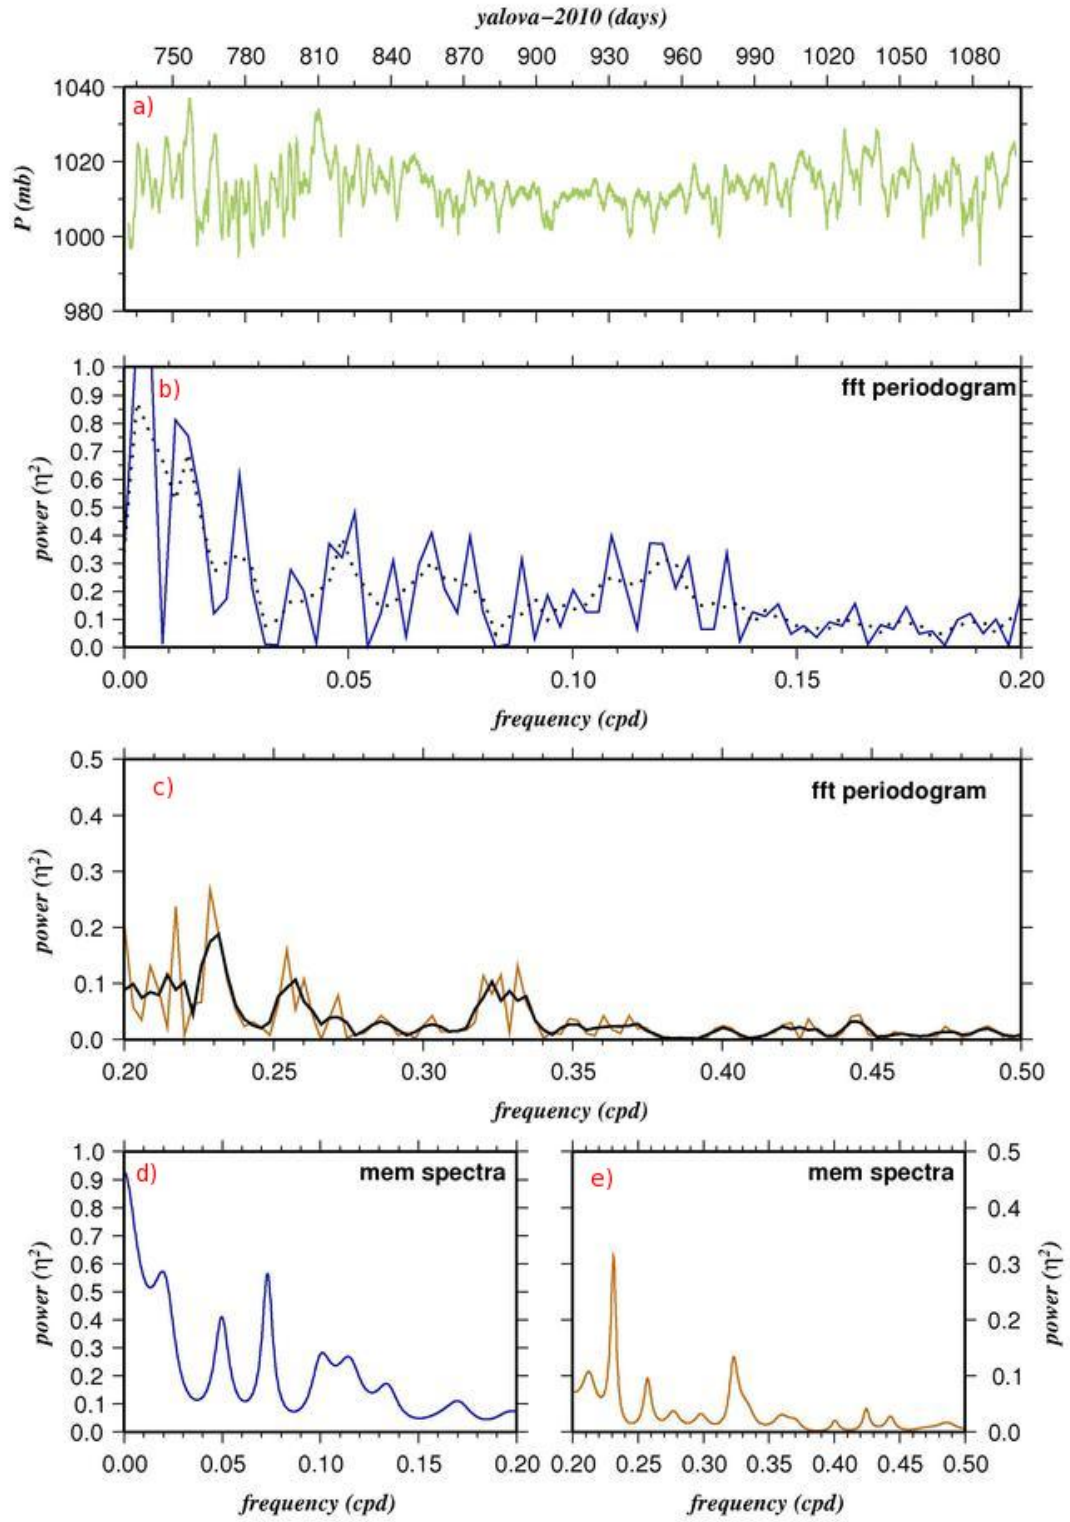 yalova−2010 (days)
750 780 810 840 870 900 930 960 990 1020 1050 1080
1040
a)
1020
P (mb)
1000
980
1.0
b)
fft periodogram
0.9
0.8
0.7
0.6
power (η²)
0.5
0.4
0.3
0.2
0.1
0.0
0.00 0.05 0.10 0.15 0.20
frequency (cpd)
0.5
c)
fft periodogram
0.4
0.3
power (η²)
0.2
0.1
0.0
0.20 0.25 0.30 0.35 0.40 0.45 0.50
frequency (cpd)
1.0
d)
mem spectra
0.9
0.8
0.7
0.6
power (η²)
0.5
0.4
0.3
0.2
0.1
0.0
0.00 0.05 0.10 0.15 0.20
frequency (cpd)
e)
mem spectra
0.5
0.4
0.3
power (η²)
0.2
0.1
0.0
0.20 0.25 0.30 0.35 0.40 0.45 0.50
frequency (cpd)